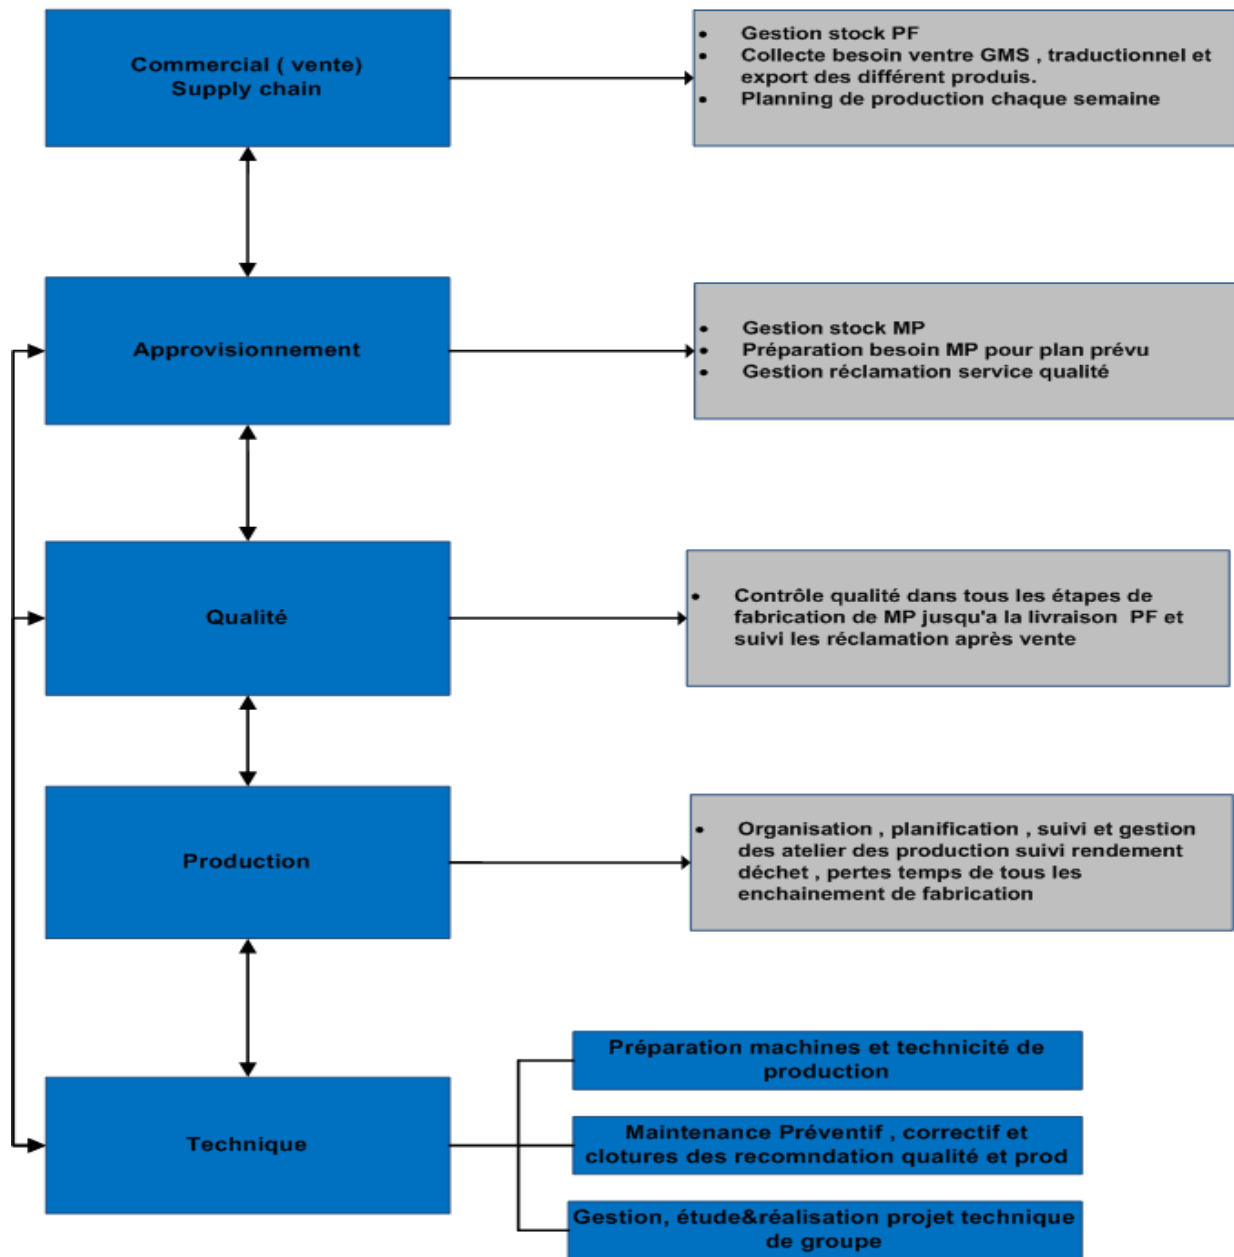 Commercial ( vente)
Supply chain
• Gestion stock PF
• Collecte besoin ventre GMS , traductionnel et
export des différent produis.
• Planning de production chaque semaine
Approvisionnement
• Gestion stock MP
• Préparation besoin MP pour plan prévu
• Gestion réclamation service qualité
Qualité
• Contrôle qualité dans tous les étapes de
fabrication de MP jusqu'a la livraison PF et
suivi les réclamation après vente
Production
• Organisation , planification , suivi et gestion
des atelier des production suivi rendement
déchet , pertes temps de tous les
enchainement de fabrication
Technique
Préparation machines et technicité de
production
Maintenance Préventif , correctif et
clotures des recomndation qualité et prod
Gestion, étude&réalisation projet technique
de groupe